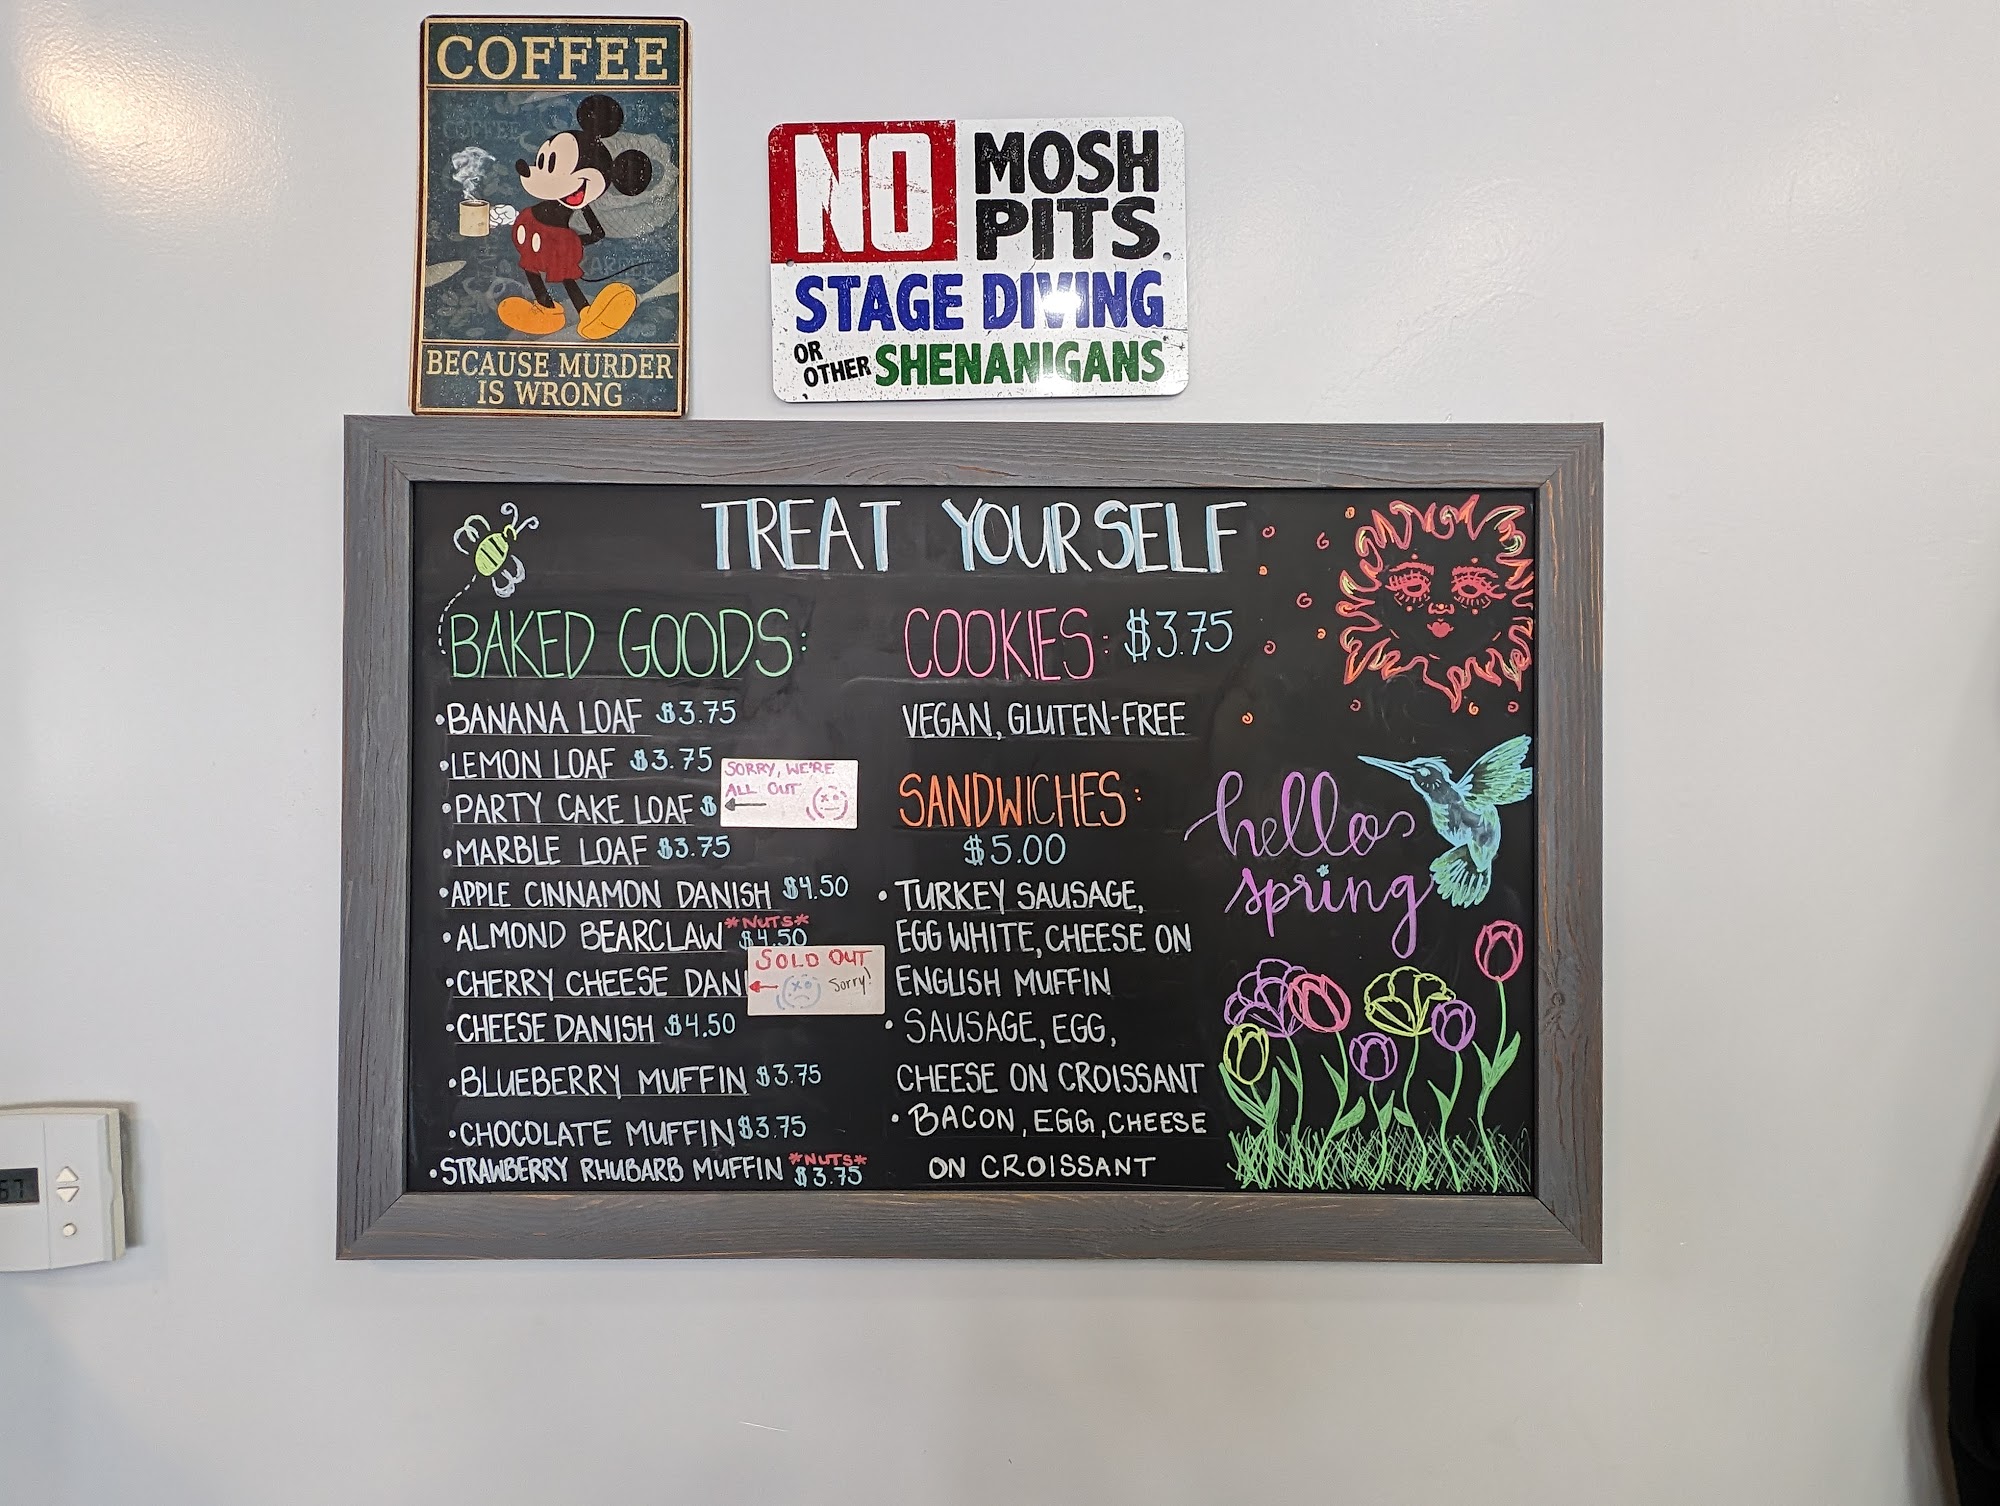 COFFEE
BECAUSE MURDER
IS WRONG
NO MOSH
PITS
STAGE DIVING
OR OTHER SHENANIGANS
TREAT YOURSELF
BAKED GOODS:
•BANANA LOAF $3.75
•LEMON LOAF $3.75
•PARTY CAKE LOAF $
SORRY, WE'RE
ALL OUT
•MARBLE LOAF $3.75
•APPLE CINNAMON DANISH $4.50
•ALMOND BEARCLAW *NUTS* $4.50
•CHERRY CHEESE DANI
SOLD OUT
Sorry!
•CHEESE DANISH $4.50
•BLUEBERRY MUFFIN $3.75
•CHOCOLATE MUFFIN $3.75
•STRAWBERRY RHUBARB MUFFIN *NUTS* $3.75
COOKIES: $3.75
VEGAN, GLUTEN-FREE
SANDWICHES:
$5.00
• TURKEY SAUSAGE,
EGG WHITE, CHEESE ON
ENGLISH MUFFIN
• SAUSAGE, EGG,
CHEESE ON CROISSANT
• BACON, EGG, CHEESE
ON CROISSANT
hello
spring